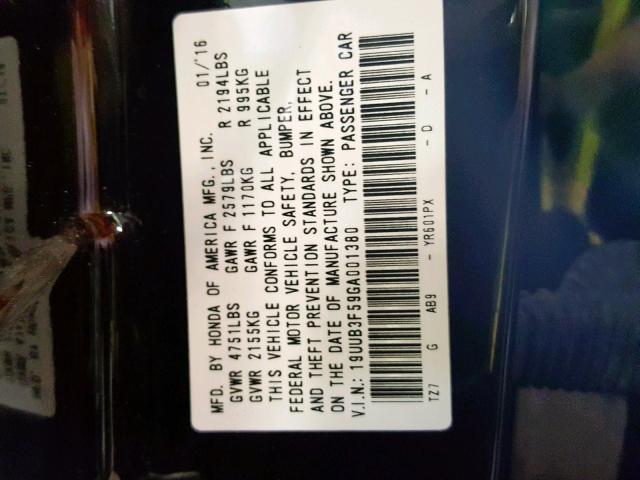 MFD. BY HONDA OF AMERICA MFG., INC. 01/'16
GVWR 4751LBS GAWR F 2579LBS R 2194LBS
GVWR 2155KG GAWR F 1170KG R 995KG
THIS VEHICLE CONFORMS TO ALL APPLICABLE
FEDERAL MOTOR VEHICLE SAFETY, BUMPER,
AND THEFT PREVENTION STANDARDS IN EFFECT
ON THE DATE OF MANUFACTURE SHOWN ABOVE.
V.I.N.: 19UUB3F59GA001380 TYPE: PASSENGER CAR
TZ7 G AB9 - YR601PX - D - A